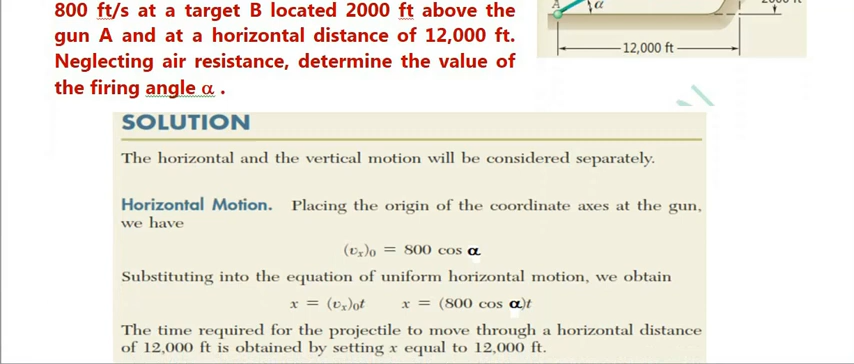 800 ft/s at a target B located 2000 ft above the
gun A and at a horizontal distance of 12,000 ft.
Neglecting air resistance, determine the value of
the firing angle α .
A
α
12,000 ft
SOLUTION
The horizontal and the vertical motion will be considered separately.
Horizontal Motion. Placing the origin of the coordinate axes at the gun,
we have
(vₓ)₀ = 800 cos α
Substituting into the equation of uniform horizontal motion, we obtain
x = (vₓ)₀t x = (800 cos α)t
The time required for the projectile to move through a horizontal distance
of 12,000 ft is obtained by setting x equal to 12,000 ft.